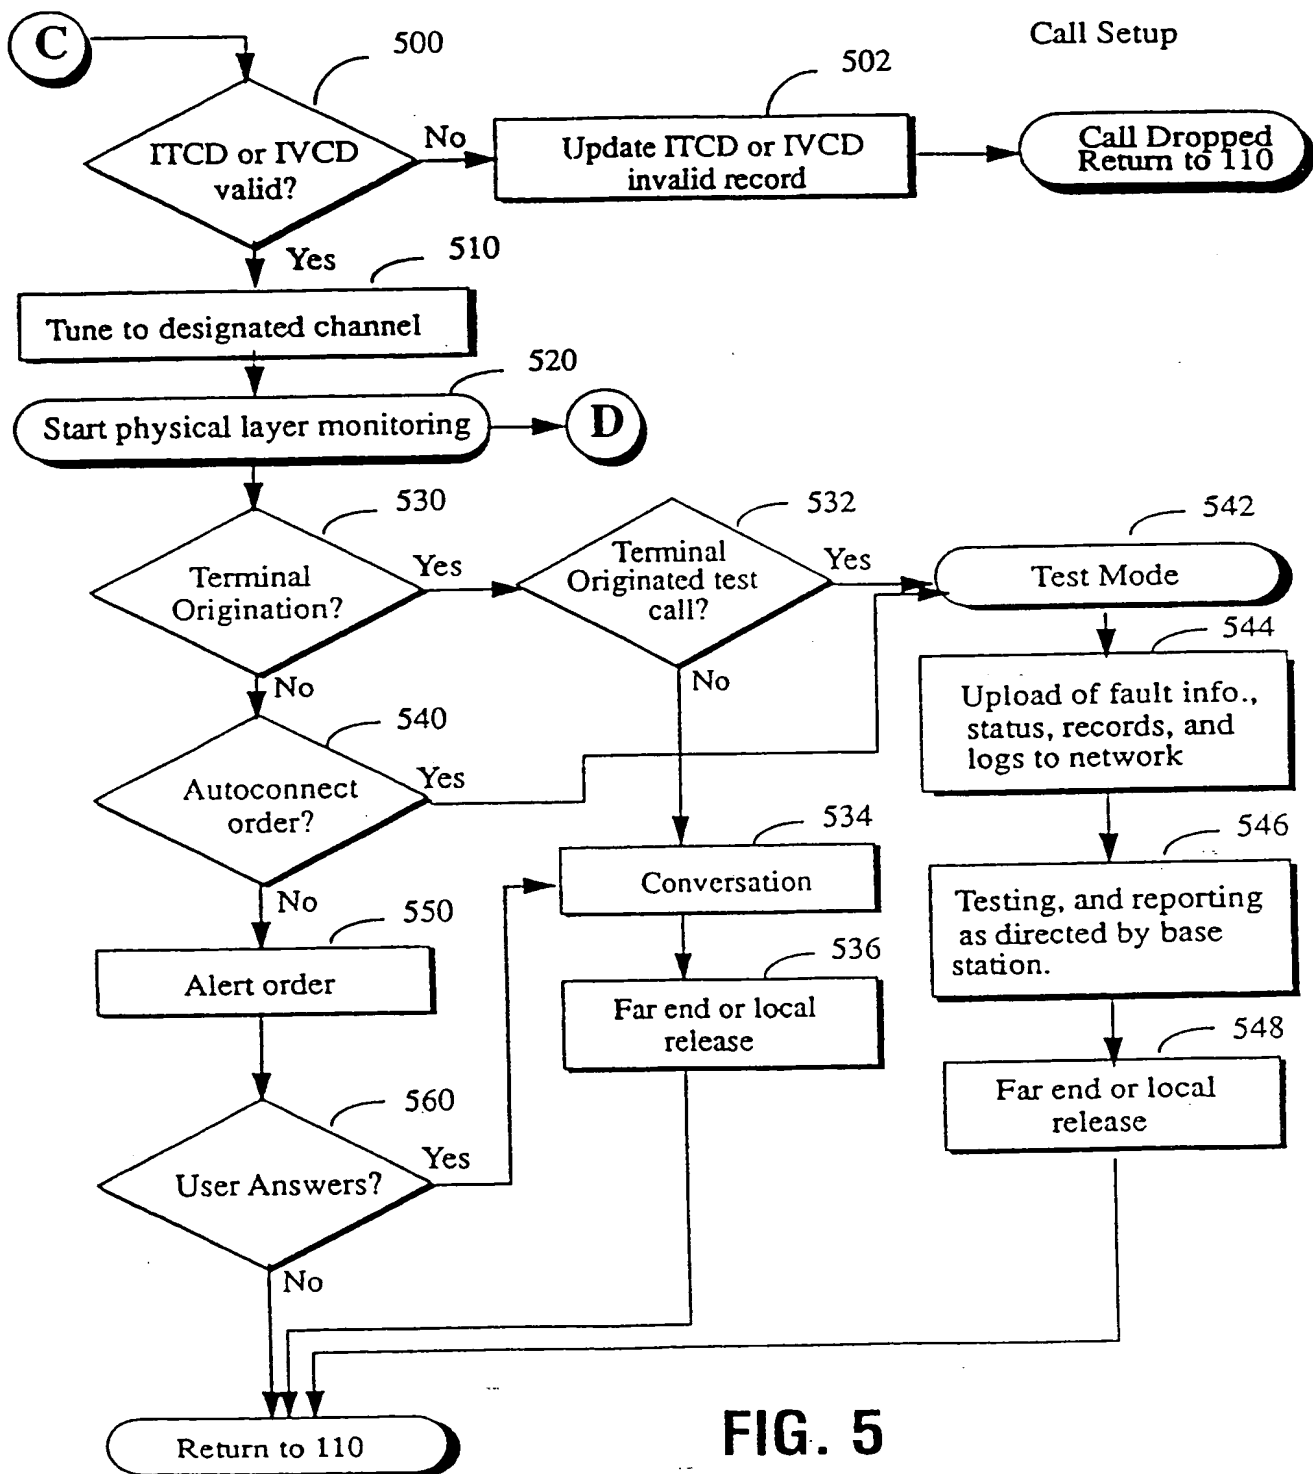 C
500
Call Setup
502
ITCD or IVCD
valid?
No
Update ITCD or IVCD
invalid record
Call Dropped
Return to 110
Yes
510
Tune to designated channel
520
Start physical layer monitoring
D
530
Terminal
Origination?
Yes
532
Terminal
Originated test
call?
Yes
542
Test Mode
No
No
544
Upload of fault info.,
status, records, and
logs to network
540
Autoconnect
order?
Yes
534
Conversation
546
Testing, and reporting
as directed by base
station.
No
550
Alert order
536
Far end or local
release
548
Far end or local
release
560
User Answers?
Yes
No
Return to 110
FIG. 5